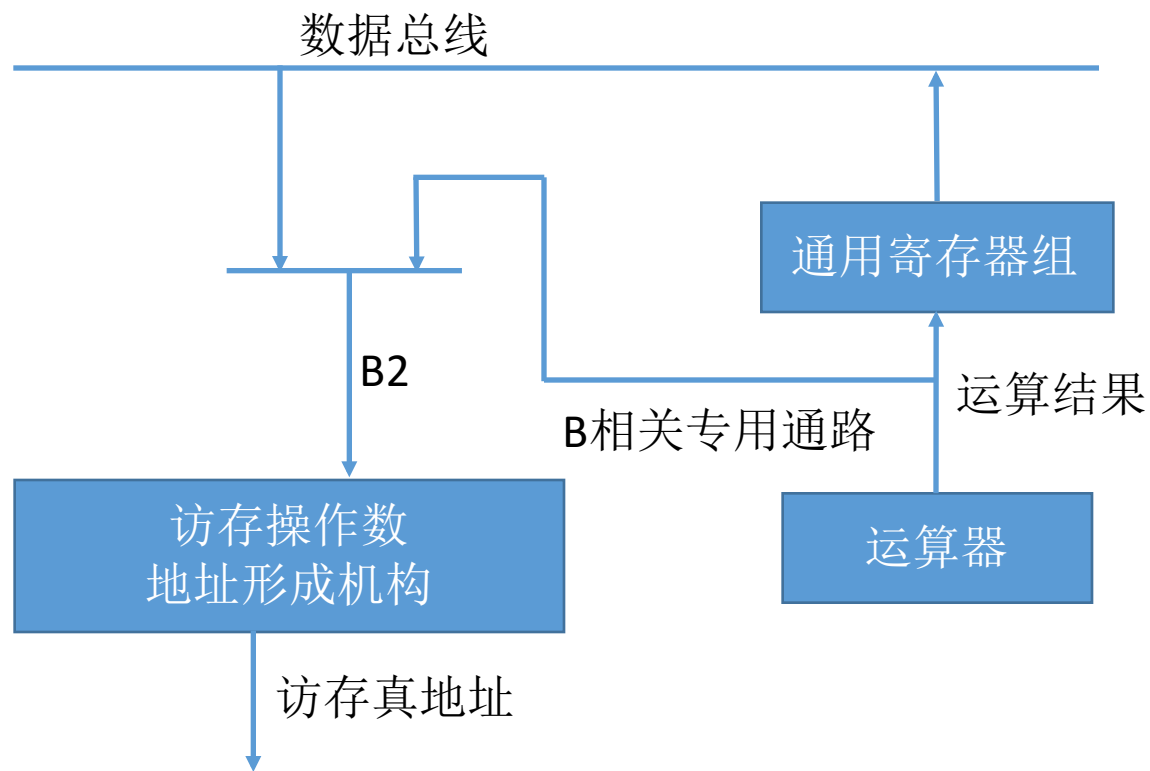 数据总线
通用寄存器组
B2
运算结果
B相关专用通路
访存操作数
地址形成机构
运算器
访存真地址